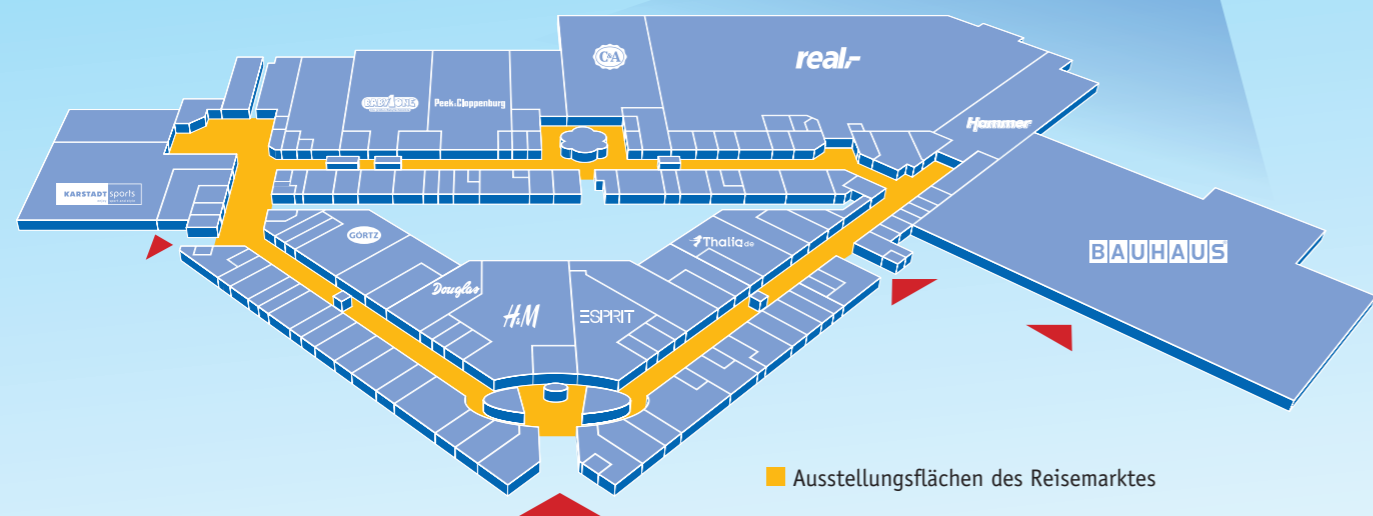 C&A
real,-
BABY ONE
Peek&Cloppenburg
Hammer
KARSTADT sports
GÖRTZ
Thalia.de
BAUHAUS
Douglas
H&M
ESPRIT
Ausstellungsflächen des Reisemarktes